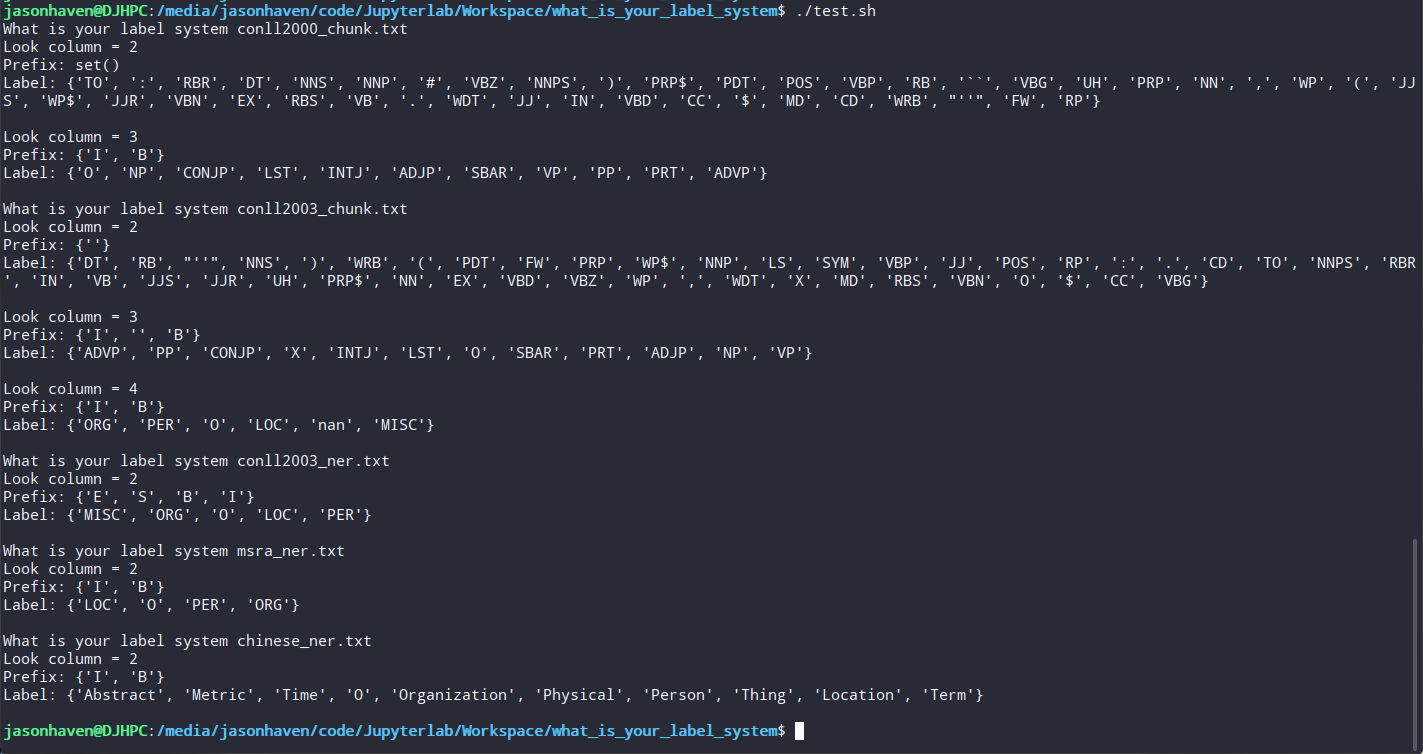 jasonhaven@DJHPC:/media/jasonhaven/code/Jupyterlab/Workspace/what_is_your_label_system$ ./test.sh
What is your label system conll2000_chunk.txt
Look column = 2
Prefix: set()
Label: {'TO', ':', 'RBR', 'DT', 'NNS', 'NNP', '#', 'VBZ', 'NNPS', ')', 'PRP$', 'PDT', 'POS', 'VBP', 'RB', '``', 'VBG', 'UH', 'PRP', 'NN', ',', 'WP', '(', 'JJ
S', 'WP$', 'JJR', 'VBN', 'EX', 'RBS', 'VB', '.', 'WDT', 'JJ', 'IN', 'VBD', 'CC', '$', 'MD', 'CD', 'WRB', "''", 'FW', 'RP'}
Look column = 3
Prefix: {'I', 'B'}
Label: {'O', 'NP', 'CONJP', 'LST', 'INTJ', 'ADJP', 'SBAR', 'VP', 'PP', 'PRT', 'ADVP'}
What is your label system conll2003_chunk.txt
Look column = 2
Prefix: {''}
Label: {'DT', 'RB', "''", 'NNS', ')', 'WRB', '(', 'PDT', 'FW', 'PRP', 'WP$', 'NNP', 'LS', 'SYM', 'VBP', 'JJ', 'POS', 'RP', ':', '.', 'CD', 'TO', 'NNPS', 'RBR
', 'IN', 'VB', 'JJS', 'JJR', 'UH', 'PRP$', 'NN', 'EX', 'VBD', 'VBZ', 'WP', ',', 'WDT', 'X', 'MD', 'RBS', 'VBN', 'O', '$', 'CC', 'VBG'}
Look column = 3
Prefix: {'I', '', 'B'}
Label: {'ADVP', 'PP', 'CONJP', 'X', 'INTJ', 'LST', 'O', 'SBAR', 'PRT', 'ADJP', 'NP', 'VP'}
Look column = 4
Prefix: {'I', 'B'}
Label: {'ORG', 'PER', 'O', 'LOC', 'nan', 'MISC'}
What is your label system conll2003_ner.txt
Look column = 2
Prefix: {'E', 'S', 'B', 'I'}
Label: {'MISC', 'ORG', 'O', 'LOC', 'PER'}
What is your label system msra_ner.txt
Look column = 2
Prefix: {'I', 'B'}
Label: {'LOC', 'O', 'PER', 'ORG'}
What is your label system chinese_ner.txt
Look column = 2
Prefix: {'I', 'B'}
Label: {'Abstract', 'Metric', 'Time', 'O', 'Organization', 'Physical', 'Person', 'Thing', 'Location', 'Term'}
jasonhaven@DJHPC:/media/jasonhaven/code/Jupyterlab/Workspace/what_is_your_label_system$